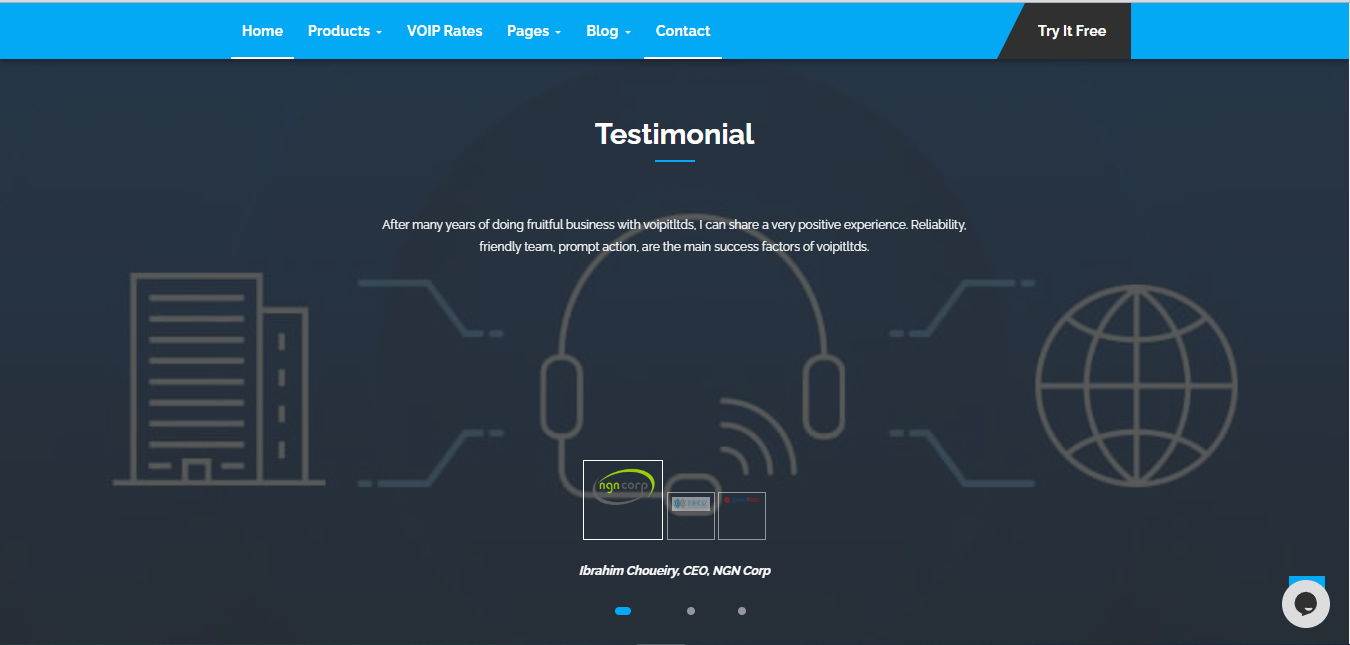 Home Products VOIP Rates Pages Blog Contact Try It Free
Testimonial
After many years of doing fruitful business with voipitltds, I can share a very positive experience. Reliability,
friendly team, prompt action, are the main success factors of voipitltds.
ngn corp
Ibrahim Choueiry, CEO, NGN Corp